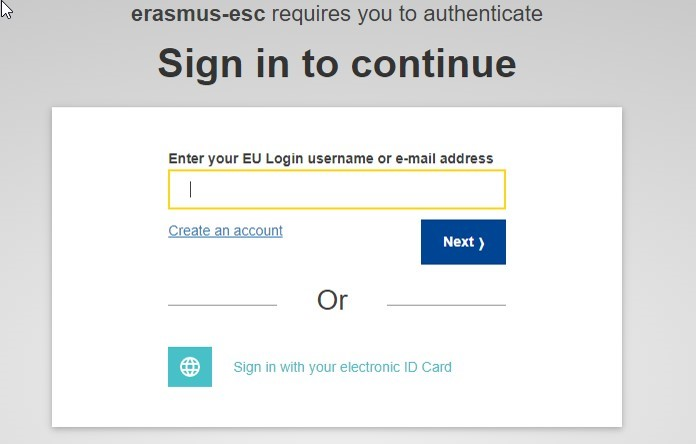 erasmus-esc requires you to authenticate
Sign in to continue
Enter your EU Login username or e-mail address
Create an account
Next ⟩
Or
Sign in with your electronic ID Card